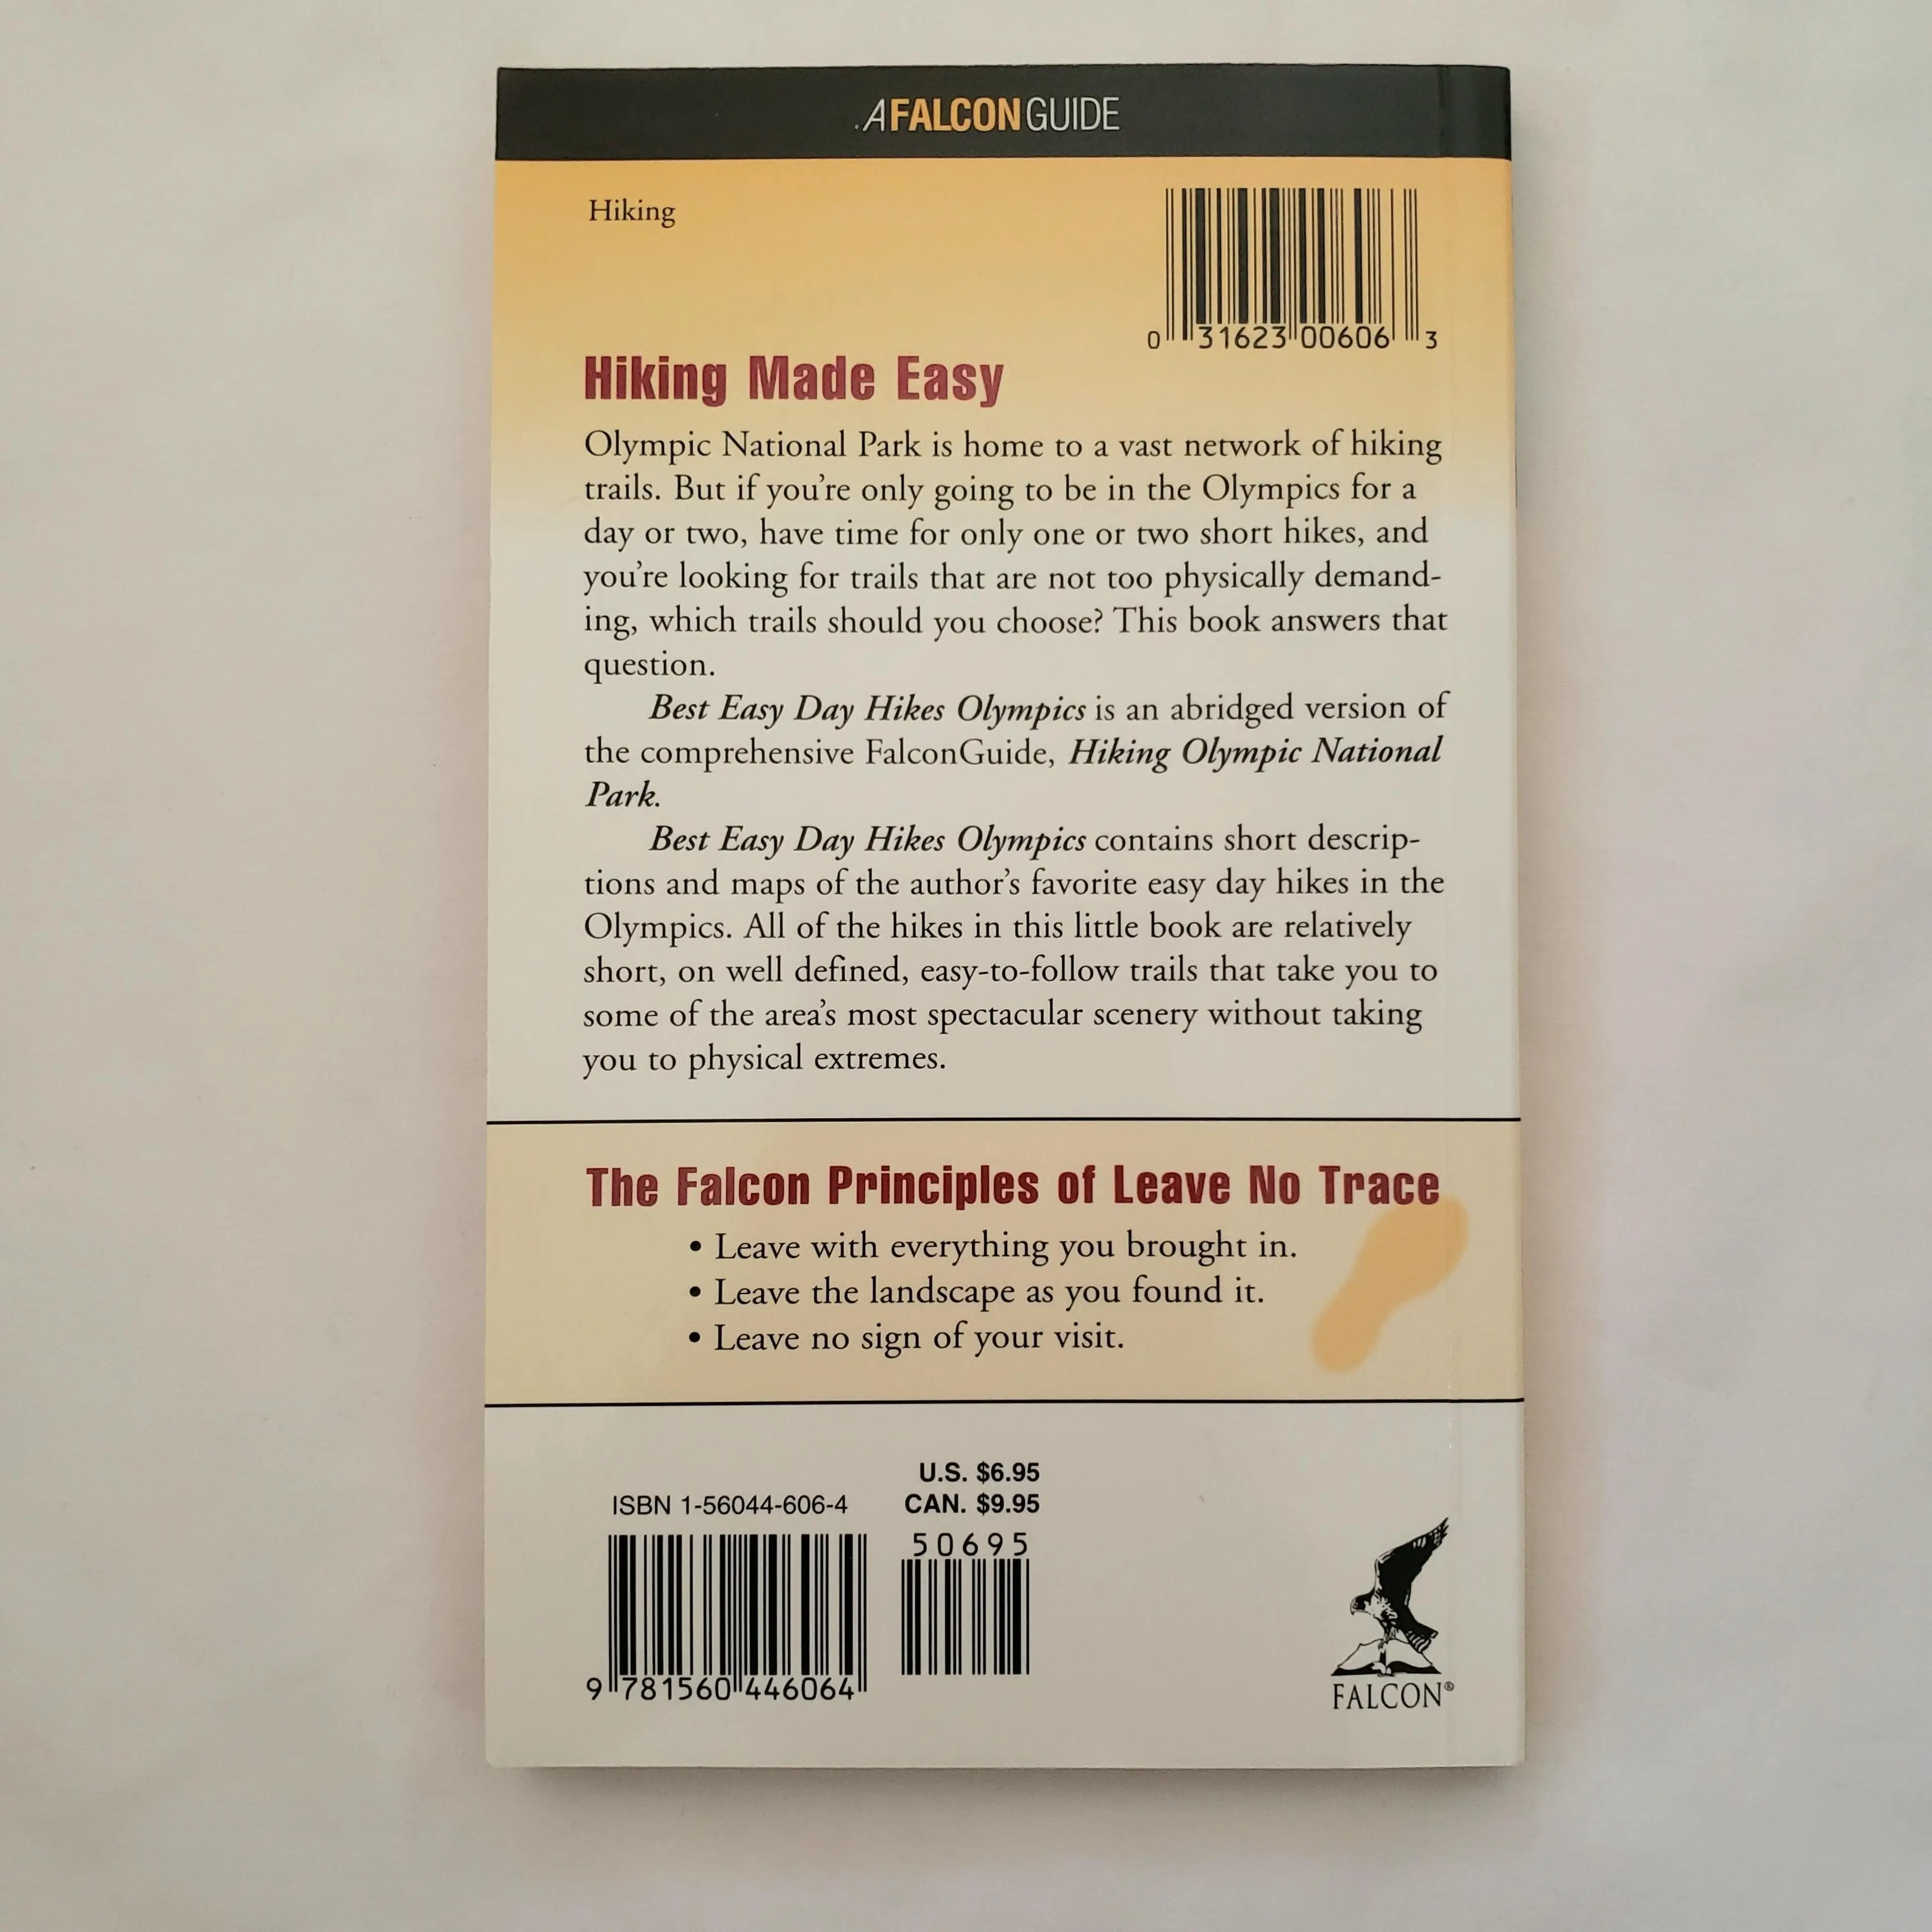 A FALCONGUIDE
Hiking
0 31623 00606 3
Hiking Made Easy
Olympic National Park is home to a vast network of hiking
trails. But if you're only going to be in the Olympics for a
day or two, have time for only one or two short hikes, and
you're looking for trails that are not too physically demand-
ing, which trails should you choose? This book answers that
question.
Best Easy Day Hikes Olympics is an abridged version of
the comprehensive FalconGuide, Hiking Olympic National
Park.
Best Easy Day Hikes Olympics contains short descrip-
tions and maps of the author's favorite easy day hikes in the
Olympics. All of the hikes in this little book are relatively
short, on well defined, easy-to-follow trails that take you to
some of the area's most spectacular scenery without taking
you to physical extremes.
The Falcon Principles of Leave No Trace
• Leave with everything you brought in.
• Leave the landscape as you found it.
• Leave no sign of your visit.
U.S. $6.95
ISBN 1-56044-606-4 CAN. $9.95
50695
9 781560 446064
FALCON®